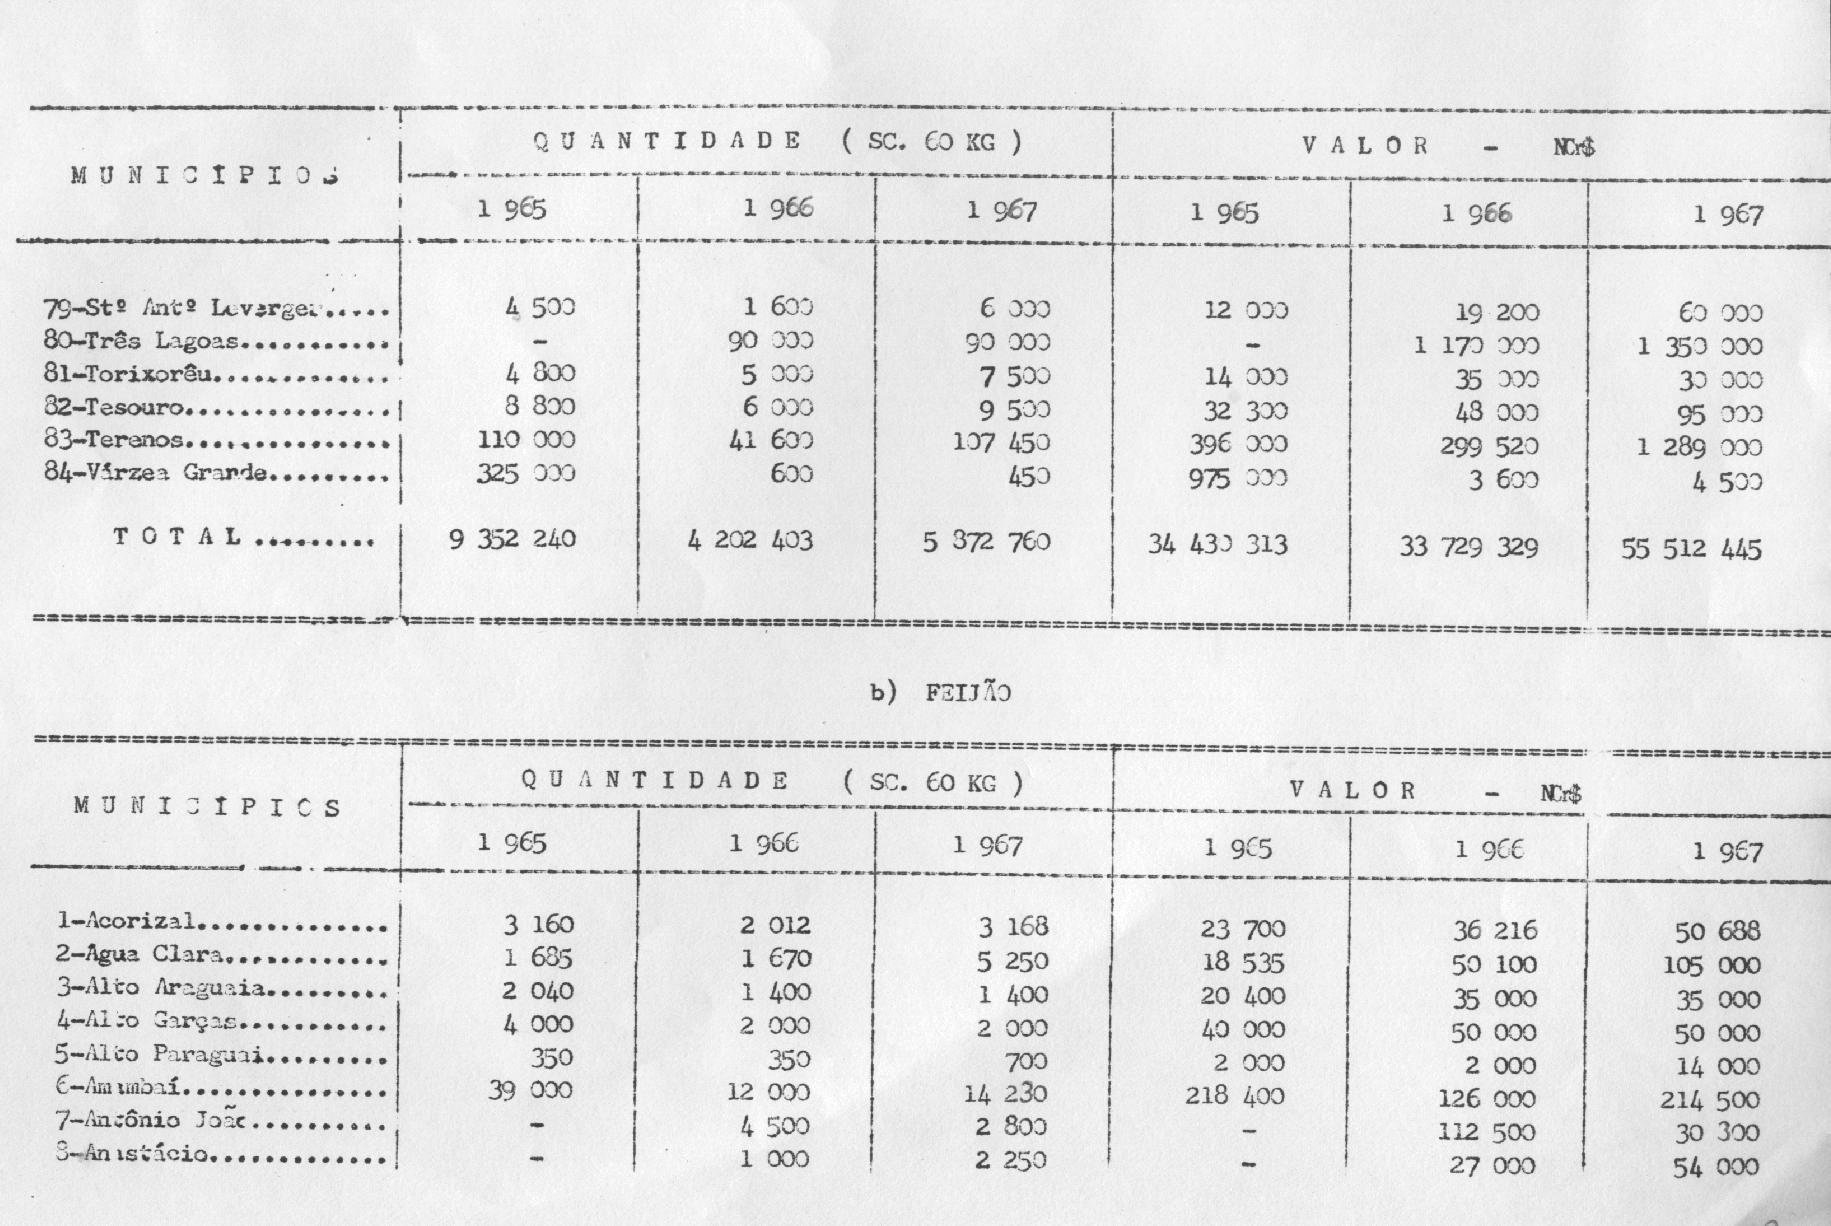 MUNICÍPIOS QUANTIDADE (SC. 60 KG) VALOR - NCr$
1 965 1 966 1 967 1 965 1 966 1 967
79-Stº Antº Leverger..... 4 500 1 600 6 000 12 000 19 200 60 000
80-Três Lagoas........... - 90 000 90 000 - 1 170 000 1 350 000
81-Torixorêu............. 4 800 5 000 7 500 14 000 35 000 30 000
82-Tesouro............... 8 800 6 000 9 500 32 300 48 000 95 000
83-Terenos............... 110 000 41 600 107 450 396 000 299 520 1 289 000
84-Várzea Grande......... 325 000 600 450 975 000 3 600 4 500
TOTAL......... 9 352 240 4 202 403 5 872 760 34 430 313 33 729 329 55 512 445
b) FEIJÃO
MUNICÍPIOS QUANTIDADE (SC. 60 KG) VALOR - NCr$
1 965 1 966 1 967 1 965 1 966 1 967
1-Acorizal.............. 3 160 2 012 3 168 23 700 36 216 50 688
2-Agua Clara............ 1 685 1 670 5 250 18 535 50 100 105 000
3-Alto Araguaia......... 2 040 1 400 1 400 20 400 35 000 35 000
4-Alto Garças........... 4 000 2 000 2 000 40 000 50 000 50 000
5-Alto Paraguai......... 350 350 700 2 000 2 000 14 000
6-Amambaí............... 39 000 12 000 14 230 218 400 126 000 214 500
7-Antônio João.......... - 4 500 2 800 - 112 500 30 300
8-Anastácio............. - 1 000 2 250 - 27 000 54 000